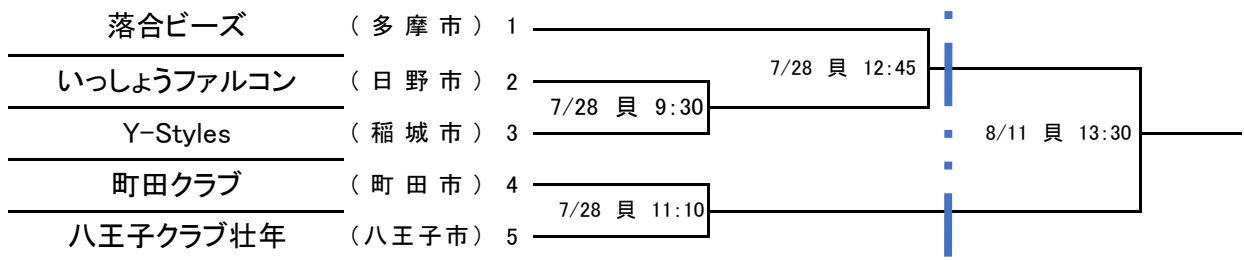 落合ビーズ (多摩市) 1
7/28 貝 12:45
いっしょうファルコン (日野市) 2
7/28 貝 9:30
Y-Styles (稲城市) 3
8/11 貝 13:30
町田クラブ (町田市) 4
7/28 貝 11:10
八王子クラブ壮年 (八王子市) 5